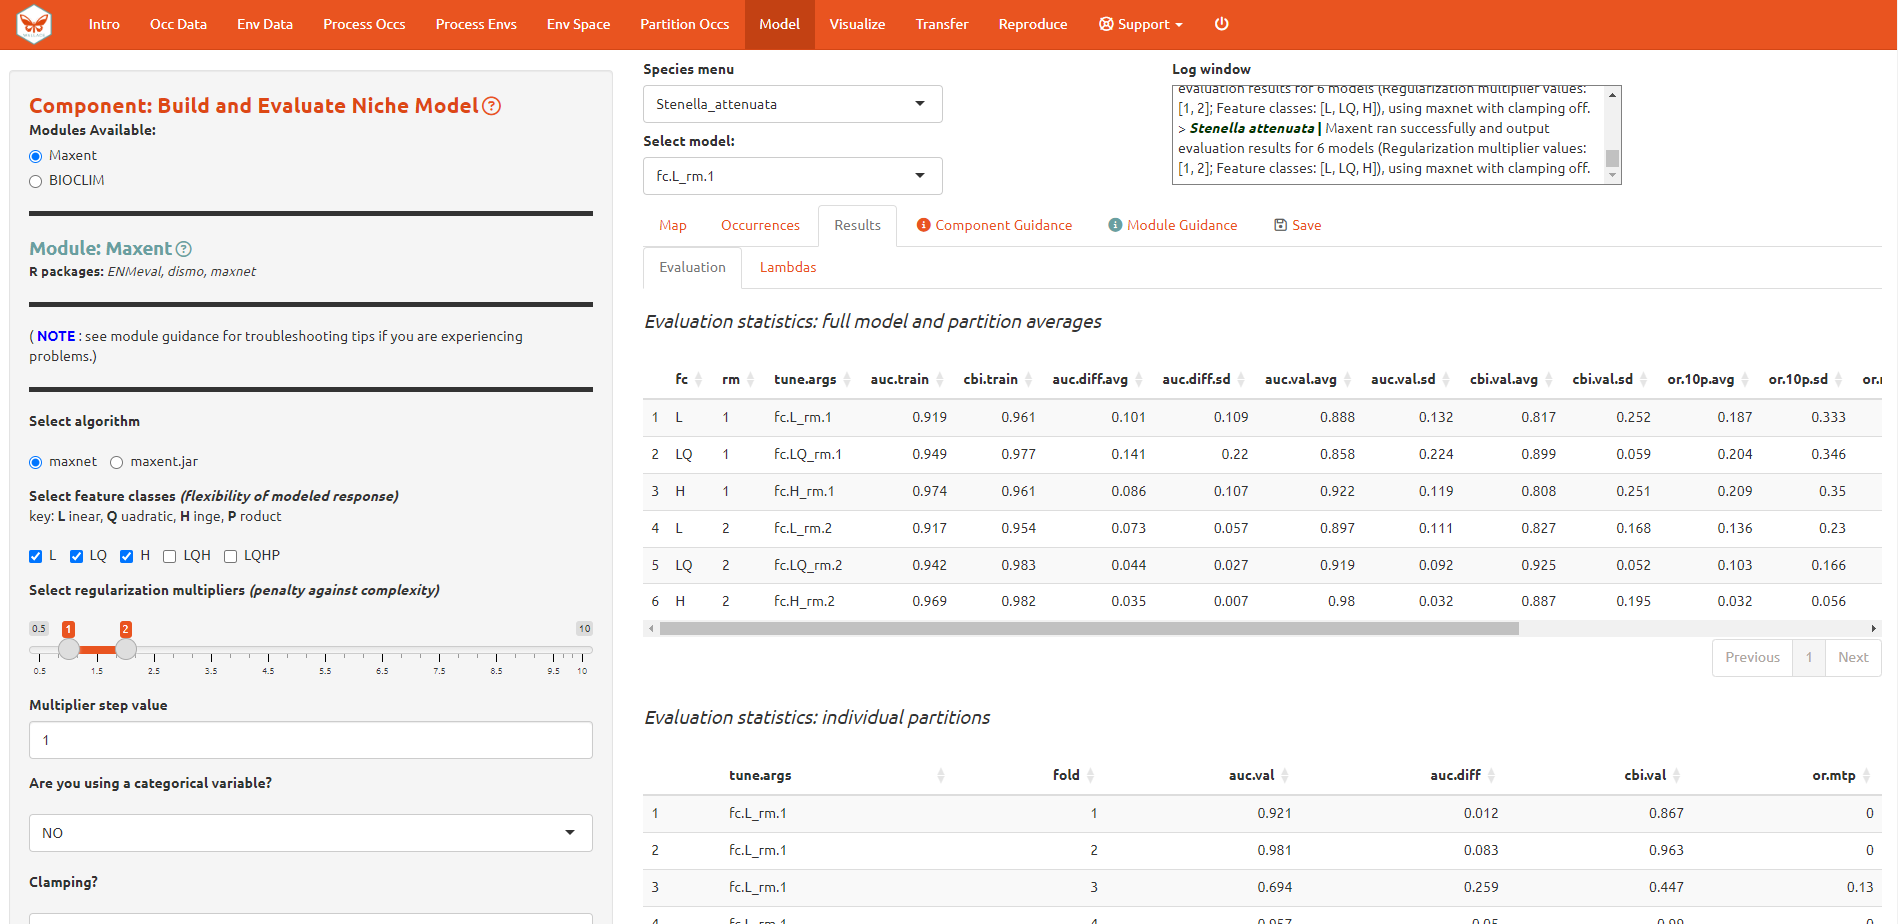 Intro Occ Data Env Data Process Occs Process Envs Env Space Partition Occs Model Visualize Transfer Reproduce Support
Component: Build and Evaluate Niche Model
Modules Available:
Maxent
BIOCLIM
Module: Maxent
R packages: ENMeval, dismo, maxnet
( NOTE : see module guidance for troubleshooting tips if you are experiencing
problems.)
Select algorithm
maxnet maxent.jar
Select feature classes (flexibility of modeled response)
key: L inear, Q uadratic, H inge, P roduct
L LQ H LQH LQHP
Select regularization multipliers (penalty against complexity)
0.5 1 2 10
0.5 1.5 2.5 3.5 4.5 5.5 6.5 7.5 8.5 9.5 10
Multiplier step value
1
Are you using a categorical variable?
NO
Clamping?
Species menu
Stenella_attenuata
Select model:
fc.L_rm.1
Log window
evaluation results for 6 models (Regularization multiplier values:
[1, 2]; Feature classes: [L, LQ, H]), using maxnet with clamping off.
> Stenella attenuata | Maxent ran successfully and output
evaluation results for 6 models (Regularization multiplier values:
[1, 2]; Feature classes: [L, LQ, H]), using maxnet with clamping off.
Map Occurrences Results Component Guidance Module Guidance Save
Evaluation Lambdas
Evaluation statistics: full model and partition averages
fc rm tune.args auc.train cbi.train auc.diff.avg auc.diff.sd auc.val.avg auc.val.sd cbi.val.avg cbi.val.sd or.10p.avg or.10p.sd or.
1 L 1 fc.L_rm.1 0.919 0.961 0.101 0.109 0.888 0.132 0.817 0.252 0.187 0.333
2 LQ 1 fc.LQ_rm.1 0.949 0.977 0.141 0.22 0.858 0.224 0.899 0.059 0.204 0.346
3 H 1 fc.H_rm.1 0.974 0.961 0.086 0.107 0.922 0.119 0.808 0.251 0.209 0.35
4 L 2 fc.L_rm.2 0.917 0.954 0.073 0.057 0.897 0.111 0.827 0.168 0.136 0.23
5 LQ 2 fc.LQ_rm.2 0.942 0.983 0.044 0.027 0.919 0.092 0.925 0.052 0.103 0.166
6 H 2 fc.H_rm.2 0.969 0.982 0.035 0.007 0.98 0.032 0.887 0.195 0.032 0.056
Previous 1 Next
Evaluation statistics: individual partitions
tune.args fold auc.val auc.diff cbi.val or.mtp
1 fc.L_rm.1 1 0.921 0.012 0.867 0
2 fc.L_rm.1 2 0.981 0.083 0.963 0
3 fc.L_rm.1 3 0.694 0.259 0.447 0.13
4 fc.L_rm.1 4 0.957 0.05 0.99 0